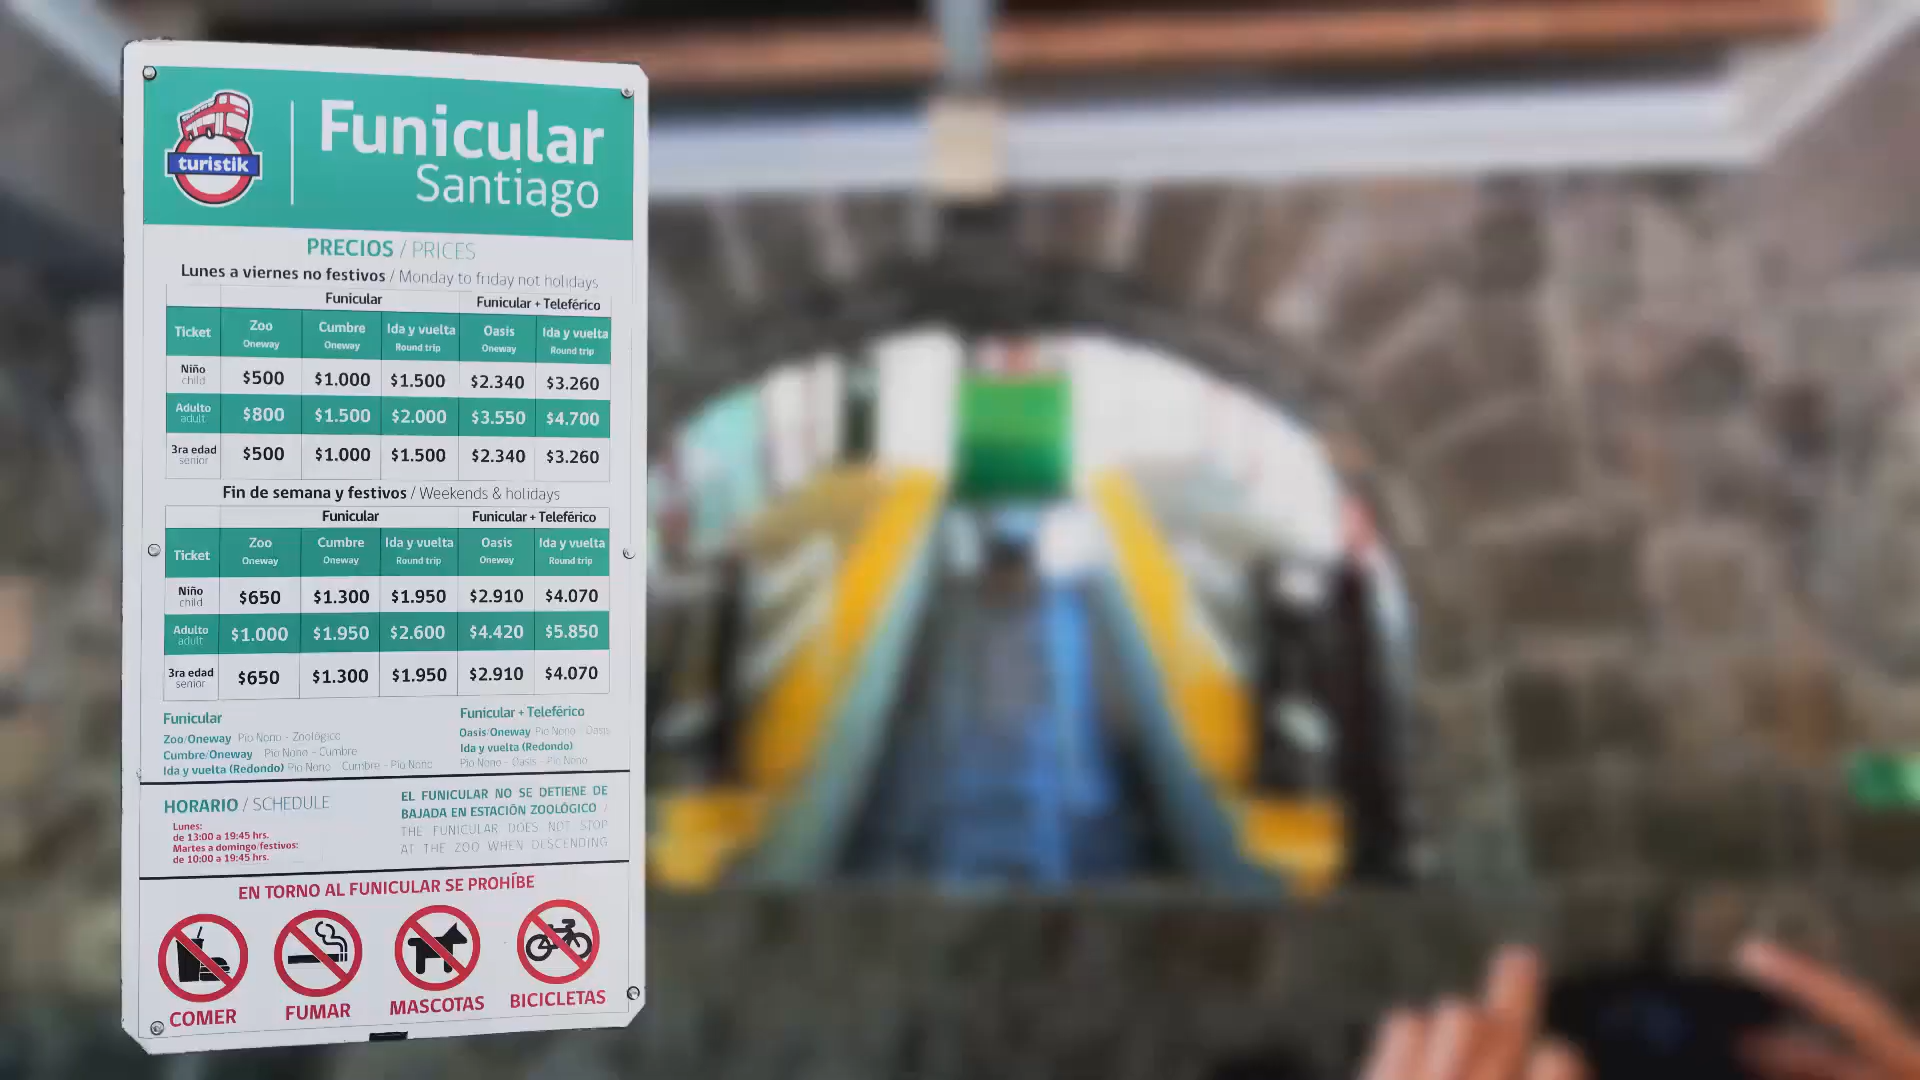 turistik
Funicular
Santiago
PRECIOS / PRICES
Lunes a viernes no festivos / Monday to friday not holidays
Funicular Funicular + Teleférico
Ticket Zoo Oneway Cumbre Oneway Ida y vuelta Round trip Oasis Oneway Ida y vuelta Round trip
Niño child $500 $1.000 $1.500 $2.340 $3.260
Adulto adult $800 $1.500 $2.000 $3.550 $4.700
3ra edad senior $500 $1.000 $1.500 $2.340 $3.260
Fin de semana y festivos / Weekends & holidays
Funicular Funicular + Teleférico
Ticket Zoo Oneway Cumbre Oneway Ida y vuelta Round trip Oasis Oneway Ida y vuelta Round trip
Niño child $650 $1.300 $1.950 $2.910 $4.070
Adulto adult $1.000 $1.950 $2.600 $4.420 $5.850
3ra edad senior $650 $1.300 $1.950 $2.910 $4.070
Funicular
Zoo/Oneway Pío Nono - Zoológico
Cumbre/Oneway Pío Nono - Cumbre
Ida y vuelta (Redondo) Pío Nono - Cumbre - Pío Nono
Funicular + Teleférico
Oasis/Oneway Pío Nono - Oasis
Ida y vuelta (Redondo)
Pío Nono - Oasis - Pío Nono
HORARIO / SCHEDULE
Lunes:
de 13:00 a 19:45 hrs.
Martes a domingo/festivos:
de 10:00 a 19:45 hrs.
EL FUNICULAR NO SE DETIENE DE
BAJADA EN ESTACIÓN ZOOLÓGICO /
THE FUNICULAR DOES NOT STOP
AT THE ZOO WHEN DESCENDING
EN TORNO AL FUNICULAR SE PROHÍBE
COMER FUMAR MASCOTAS BICICLETAS